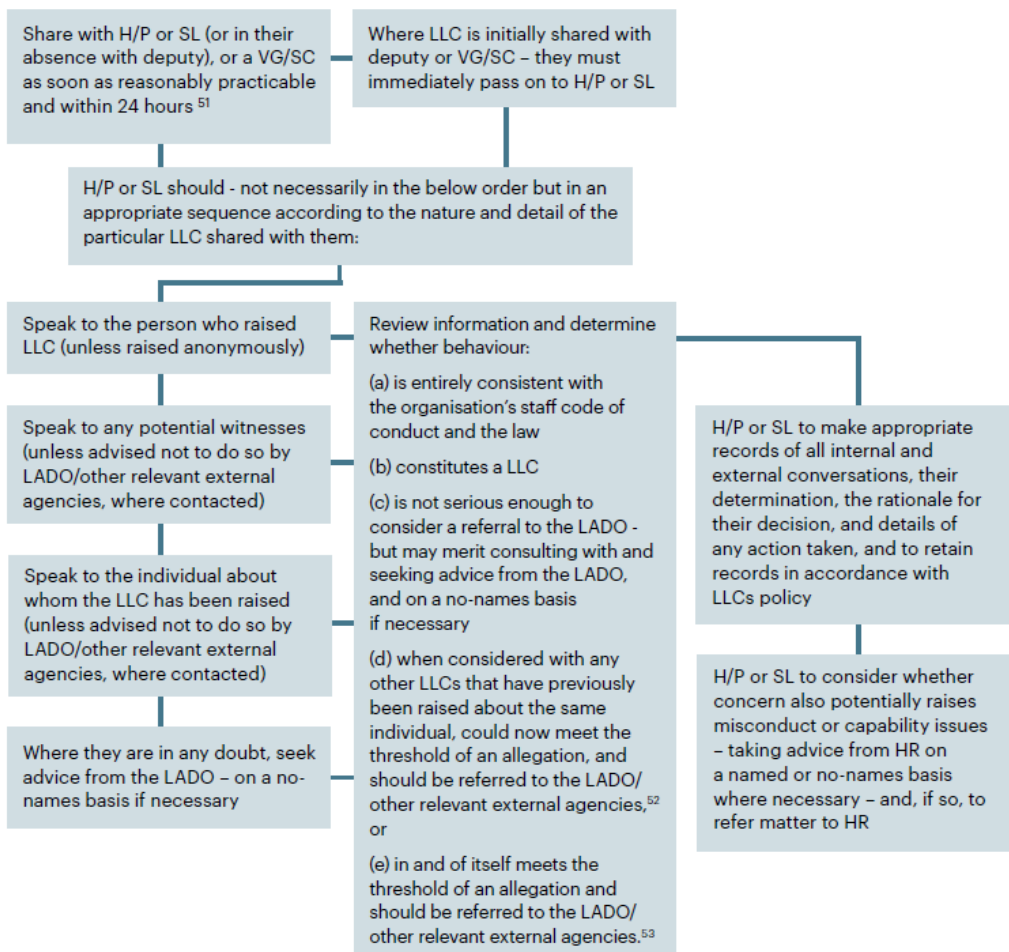 Share with H/P or SL (or in their
absence with deputy), or a VG/SC
as soon as reasonably practicable
and within 24 hours 51
Where LLC is initially shared with
deputy or VG/SC – they must
immediately pass on to H/P or SL
H/P or SL should - not necessarily in the below order but in an
appropriate sequence according to the nature and detail of the
particular LLC shared with them:
Speak to the person who raised
LLC (unless raised anonymously)
Speak to any potential witnesses
(unless advised not to do so by
LADO/other relevant external
agencies, where contacted)
Speak to the individual about
whom the LLC has been raised
(unless advised not to do so by
LADO/other relevant external
agencies, where contacted)
Where they are in any doubt, seek
advice from the LADO – on a no-
names basis if necessary
Review information and determine
whether behaviour:
(a) is entirely consistent with
the organisation's staff code of
conduct and the law
(b) constitutes a LLC
(c) is not serious enough to
consider a referral to the LADO -
but may merit consulting with and
seeking advice from the LADO,
and on a no-names basis
if necessary
(d) when considered with any
other LLCs that have previously
been raised about the same
individual, could now meet the
threshold of an allegation, and
should be referred to the LADO/
other relevant external agencies,52
or
(e) in and of itself meets the
threshold of an allegation and
should be referred to the LADO/
other relevant external agencies.53
H/P or SL to make appropriate
records of all internal and
external conversations, their
determination, the rationale for
their decision, and details of
any action taken, and to retain
records in accordance with
LLCs policy
H/P or SL to consider whether
concern also potentially raises
misconduct or capability issues
– taking advice from HR on
a named or no-names basis
where necessary – and, if so, to
refer matter to HR